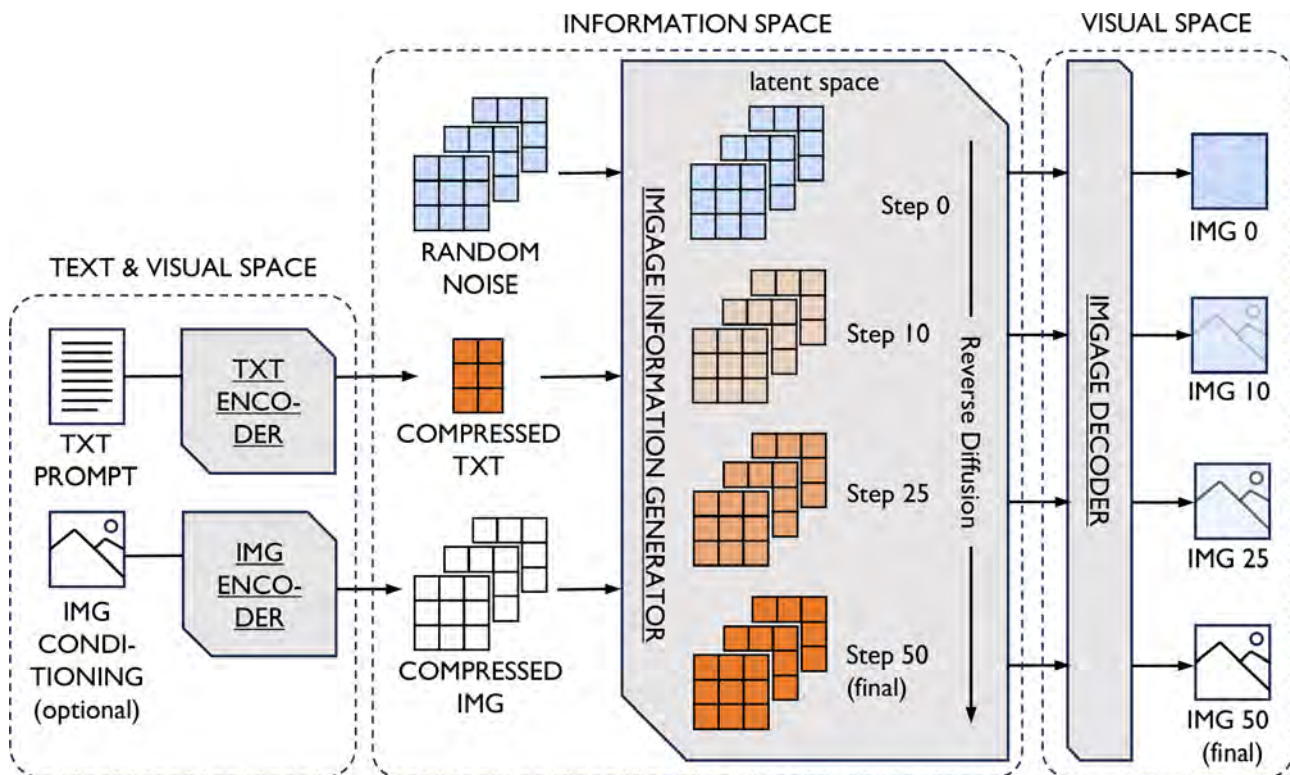 INFORMATION SPACE
VISUAL SPACE
latent space
RANDOM
NOISE
IMGAGE INFORMATION GENERATOR
Step 0
IMG 0
TEXT & VISUAL SPACE
TXT
PROMPT
TXT
ENCO-
DER
COMPRESSED
TXT
Step 10
Reverse Diffusion
IMGAGE DECODER
IMG 10
IMG
CONDI-
TIONING
(optional)
IMG
ENCO-
DER
COMPRESSED
IMG
Step 25
IMG 25
Step 50
(final)
IMG 50
(final)